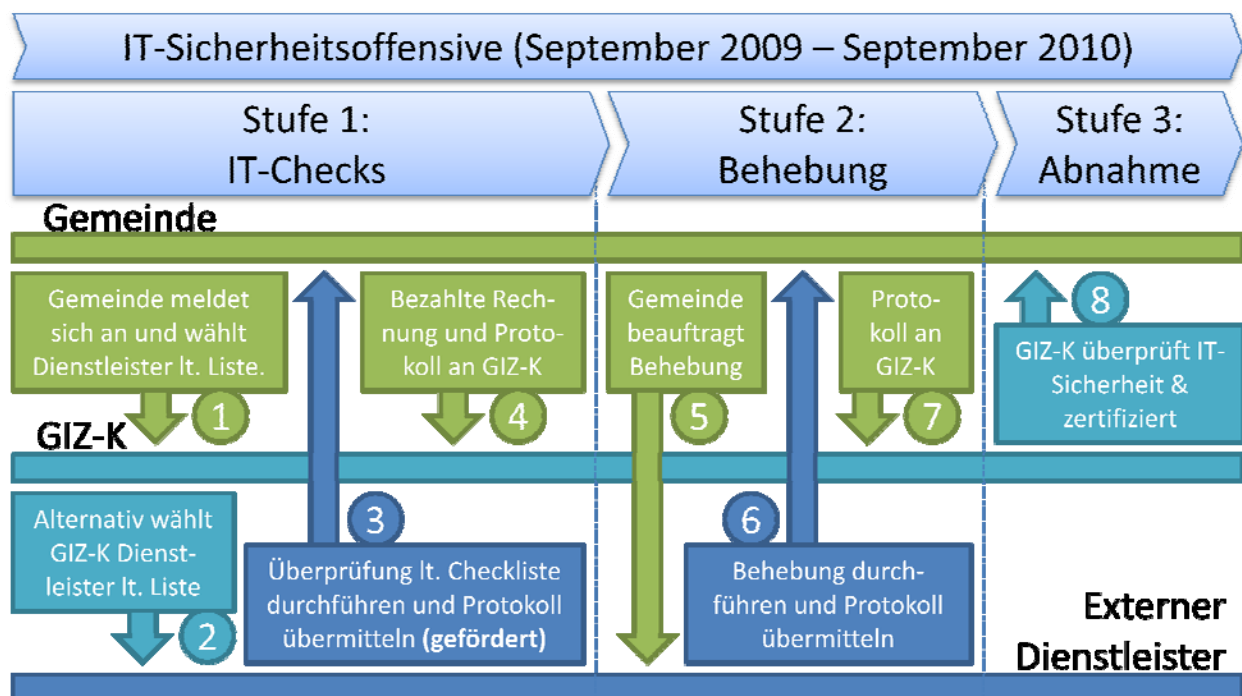 IT-Sicherheitsoffensive (September 2009 – September 2010)
Stufe 1:
IT-Checks
Stufe 2:
Behebung
Stufe 3:
Abnahme
Gemeinde
Gemeinde meldet
sich an und wählt
Dienstleister lt. Liste.
1
Bezahlte Rech-
nung und Proto-
koll an GIZ-K
4
Gemeinde
beauftragt
Behebung
5
Proto-
koll an
GIZ-K
7
8
GIZ-K überprüft IT-
Sicherheit &
zertifiziert
GIZ-K
Alternativ wählt
GIZ-K Dienst-
leister lt. Liste
2
3
Überprüfung lt. Checkliste
durchführen und Protokoll
übermitteln (gefördert)
6
Behebung durch-
führen und Protokoll
übermitteln
Externer
Dienstleister